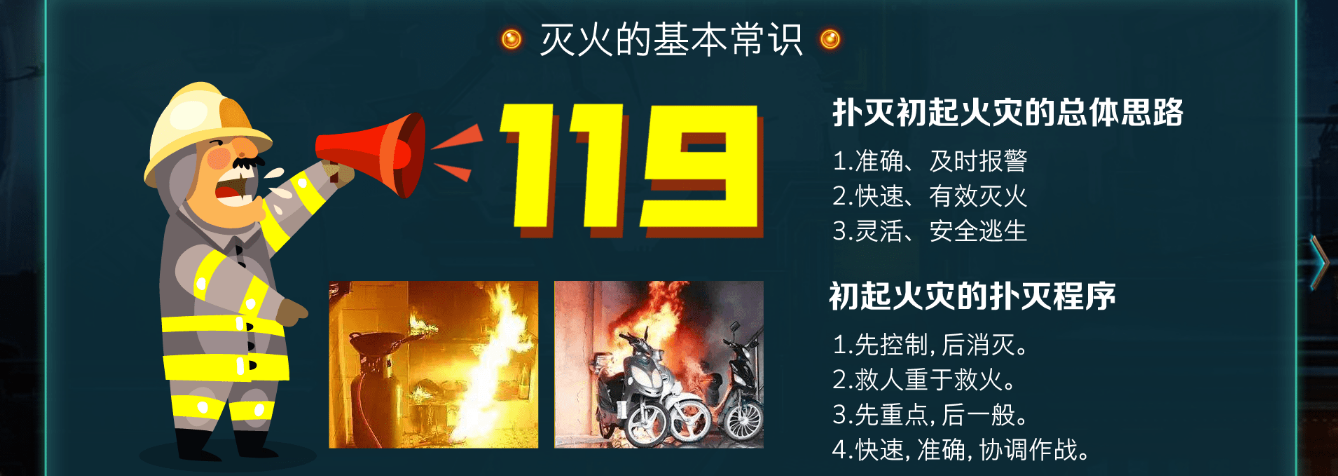 灭火的基本常识
119
扑灭初起火灾的总体思路
1.准确、及时报警
2.快速、有效灭火
3.灵活、安全逃生
初起火灾的扑灭程序
1.先控制,后消灭。
2.救人重于救火。
3.先重点,后一般。
4.快速,准确,协调作战。